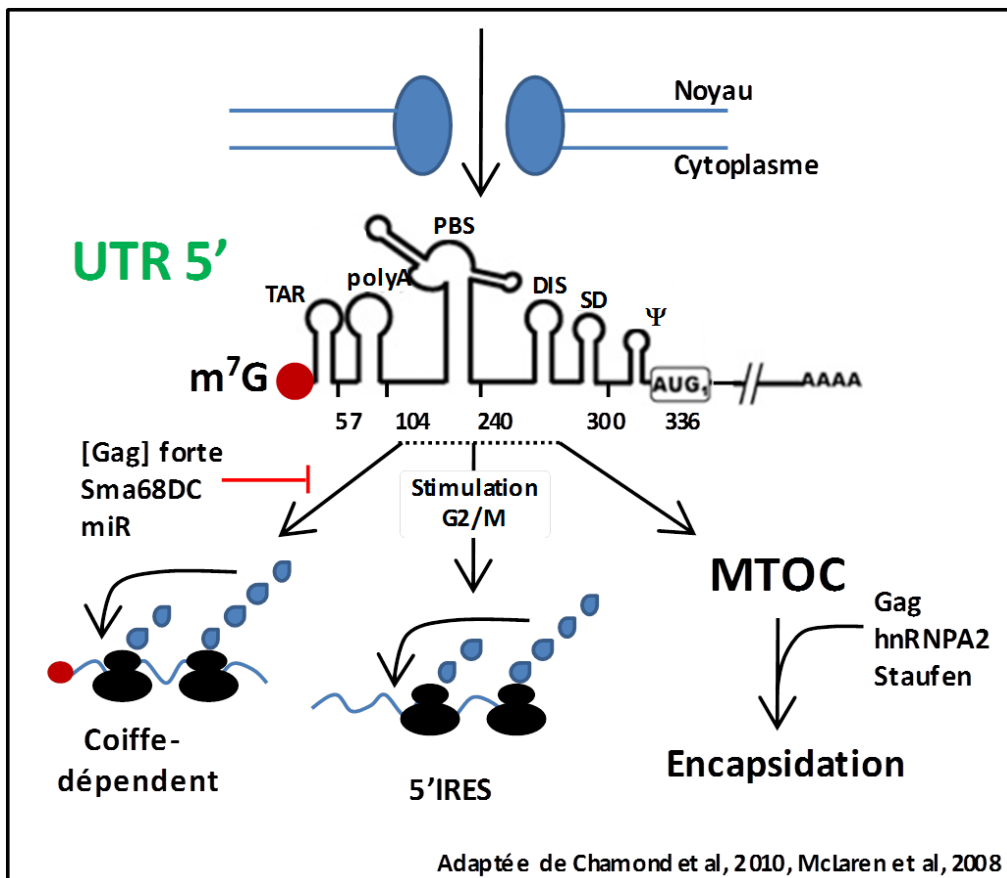 Noyau
Cytoplasme
UTR 5’
PBS
polyA
TAR
DIS
SD
Ψ
m⁷G
AUG₁
AAAA
57
104
240
300
336
[Gag] forte
Sma68DC
miR
Stimulation
G2/M
MTOC
Gag
hnRNPA2
Staufen
Coiffe-
dépendent
5’IRES
Encapsidation
Adaptée de Chamond et al, 2010, McLaren et al, 2008